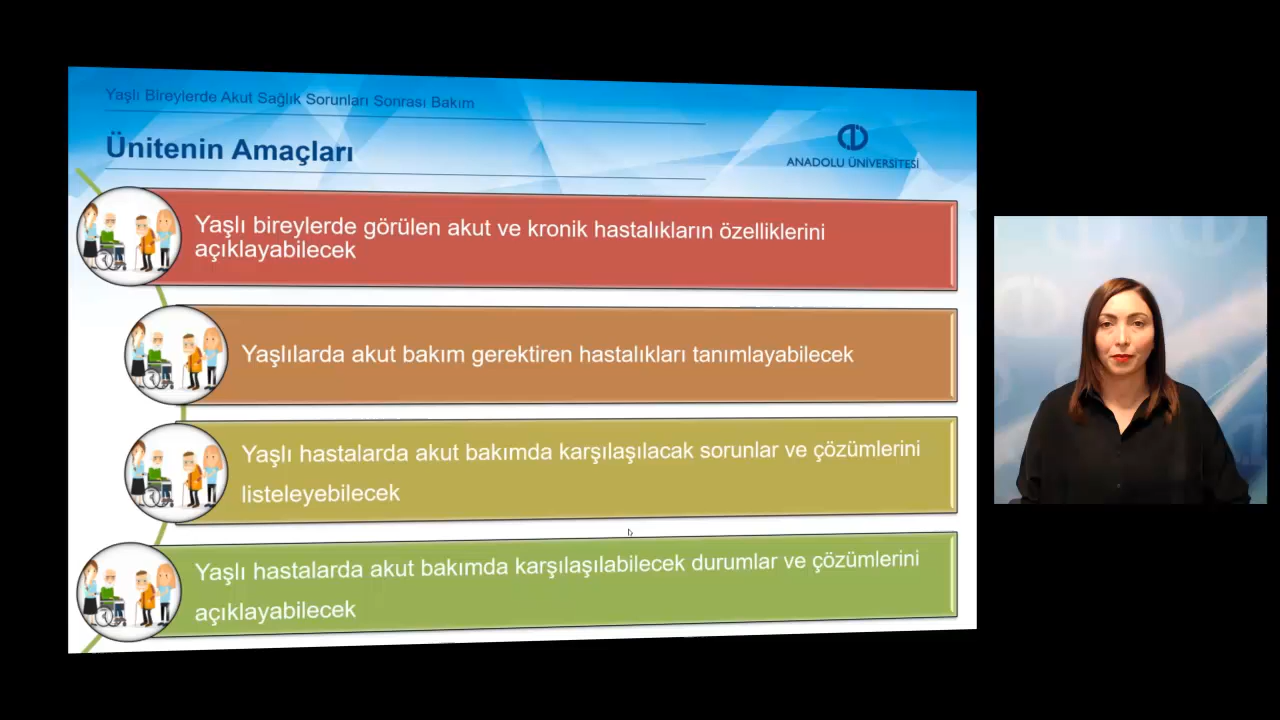 Yaşlı Bireylerde Akut Sağlık Sorunları Sonrası Bakım
Ünitenin Amaçları
ANADOLU ÜNİVERSİTESİ
Yaşlı bireylerde görülen akut ve kronik hastalıkların özelliklerini
açıklayabilecek
Yaşlılarda akut bakım gerektiren hastalıkları tanımlayabilecek
Yaşlı hastalarda akut bakımda karşılaşılacak sorunlar ve çözümlerini
listeleyebilecek
Yaşlı hastalarda akut bakımda karşılaşılabilecek durumlar ve çözümlerini
açıklayabilecek